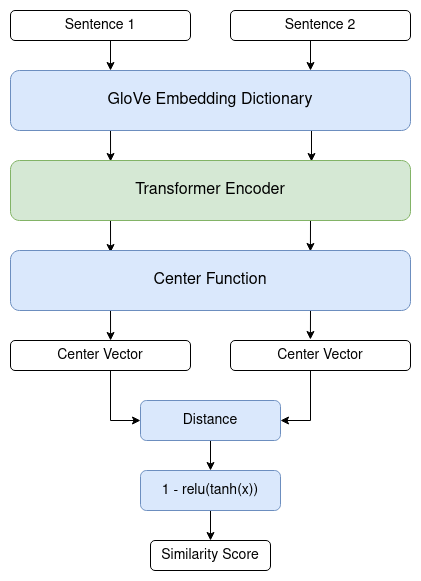 Sentence 1
Sentence 2
GloVe Embedding Dictionary
Transformer Encoder
Center Function
Center Vector
Center Vector
Distance
1 - relu(tanh(x))
Similarity Score